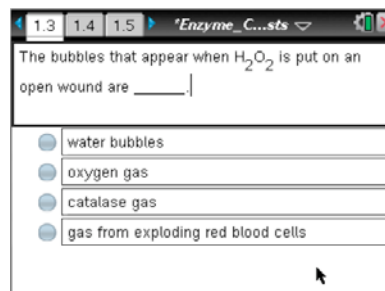 1.3 1.4 1.5 *Enzyme_C...sts
The bubbles that appear when H₂O₂ is put on an
open wound are ______.
water bubbles
oxygen gas
catalase gas
gas from exploding red blood cells